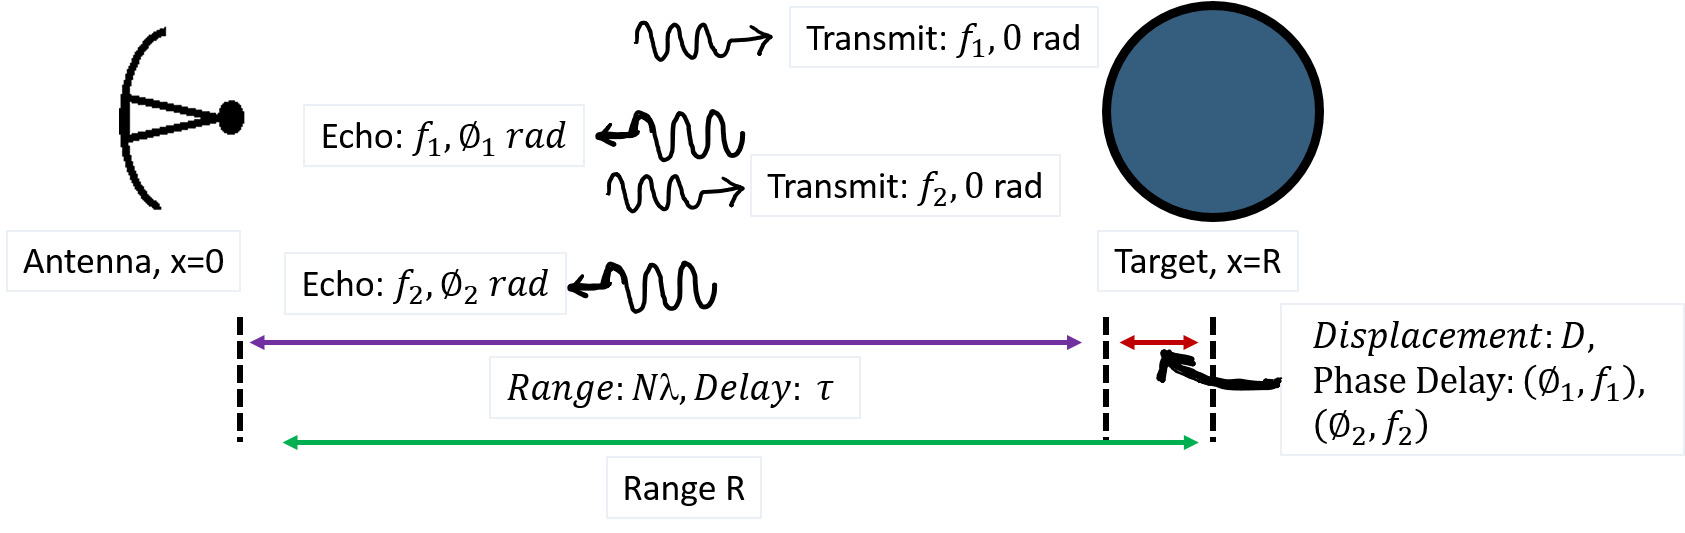 Transmit: f₁, 0 rad
Echo: f₁, ∅₁ rad
Transmit: f₂, 0 rad
Antenna, x=0
Target, x=R
Echo: f₂, ∅₂ rad
Displacement: D,
Phase Delay: (∅₁, f₁),
(∅₂, f₂)
Range: Nλ, Delay: τ
Range R